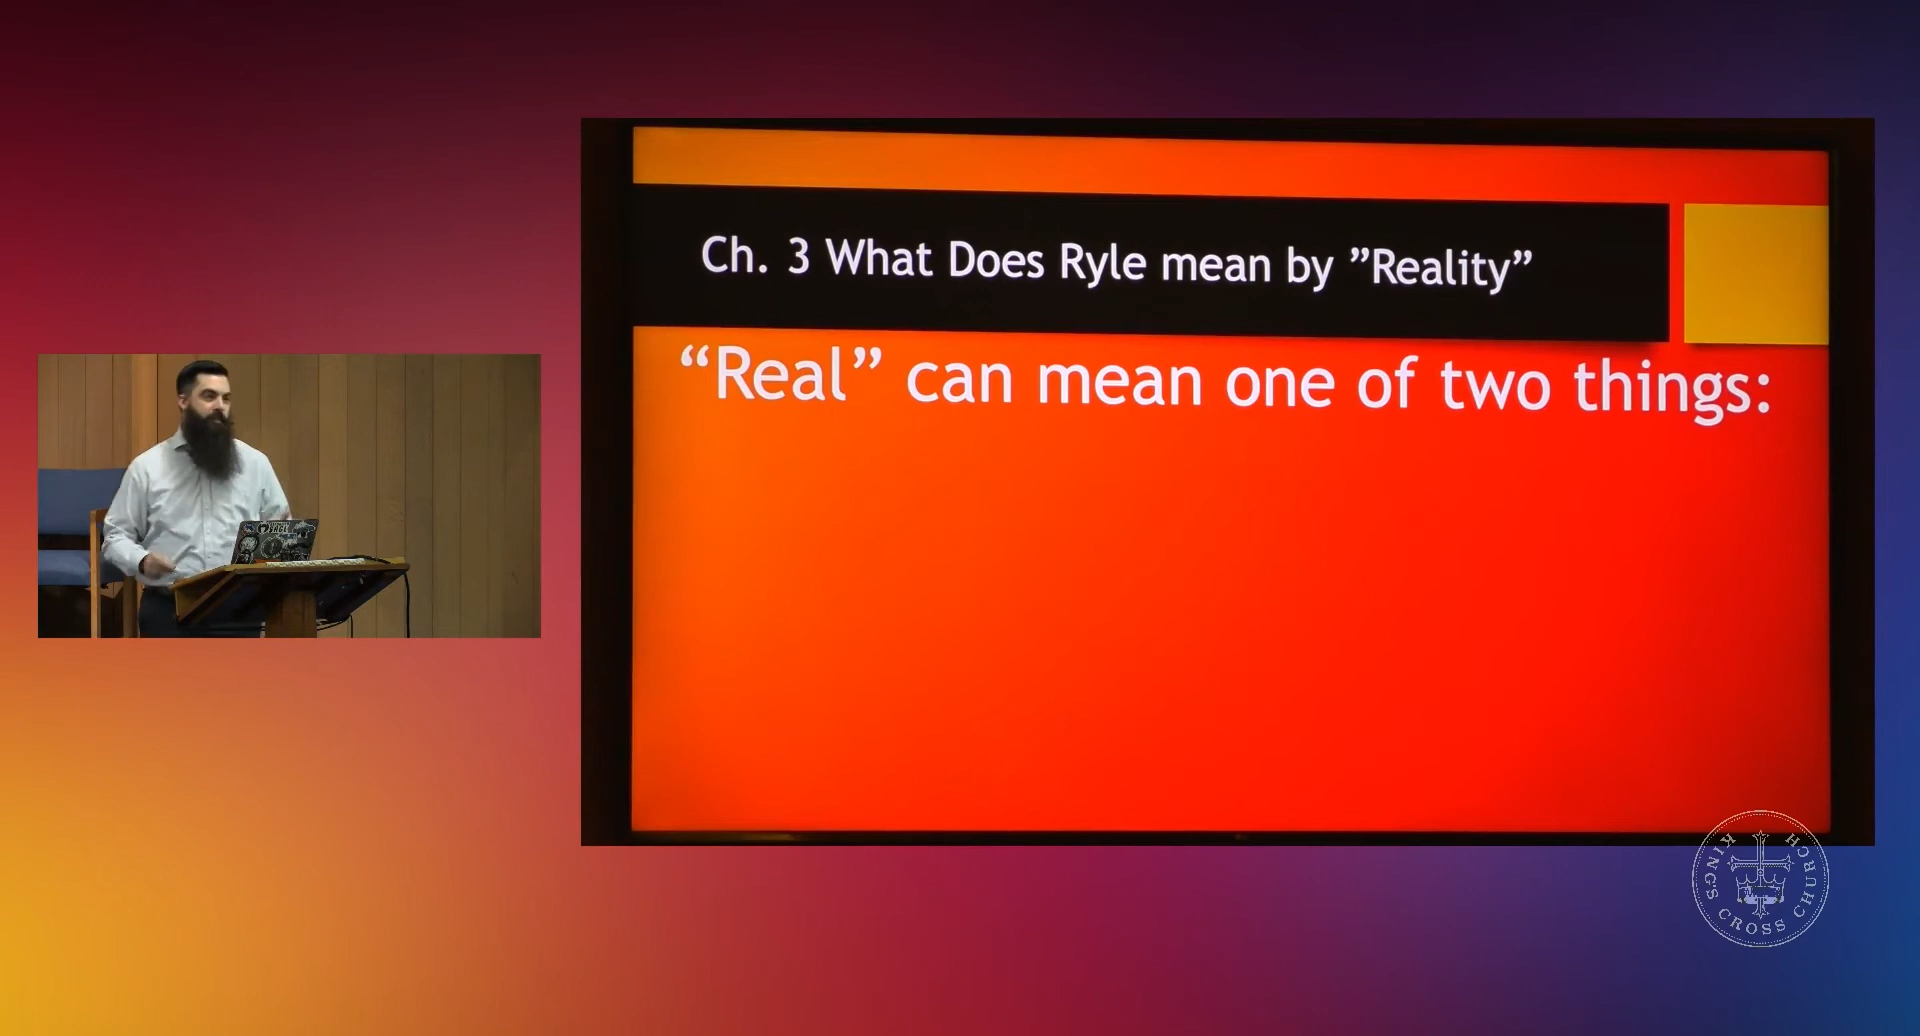 Ch. 3 What Does Ryle mean by ”Reality”
“Real” can mean one of two things:
KING'S CROSS CHURCH